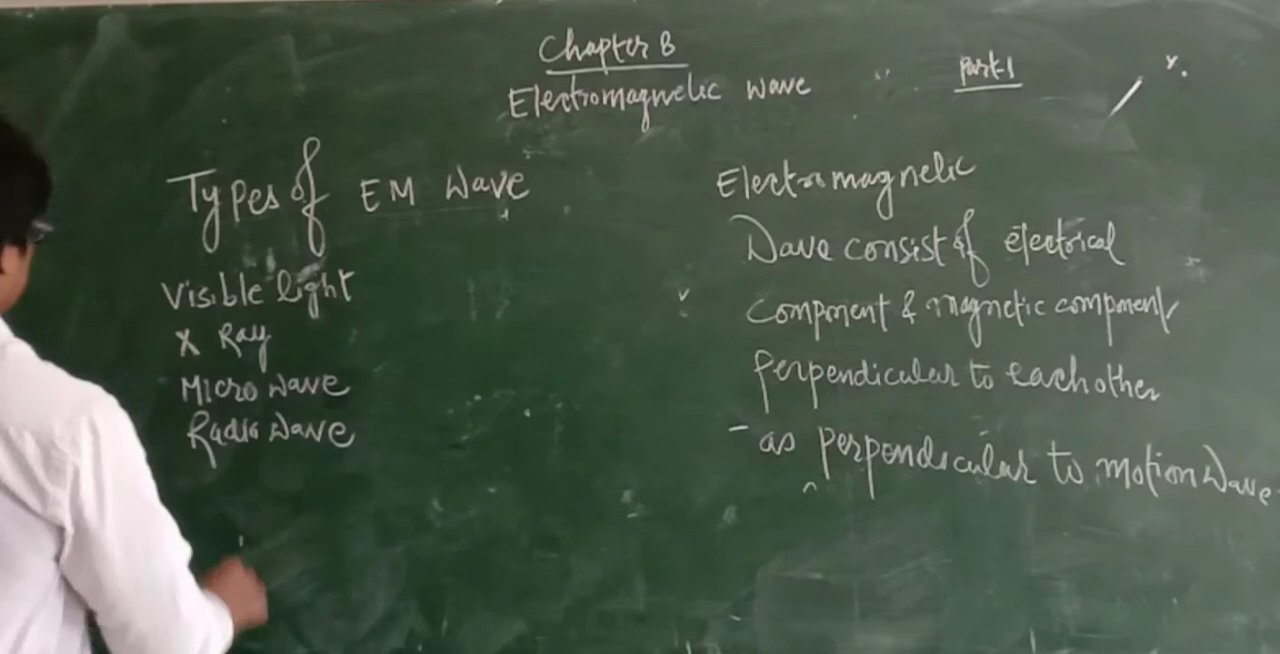 Chapter 8
Electromagnetic wave
Part-1
Types of EM Wave
Visible light
X Ray
Micro Wave
Radio Wave
Electromagnetic
Wave consist of electrical
Component & magnetic component
Perpendicular to each other
- as perpendicular to motion Wave